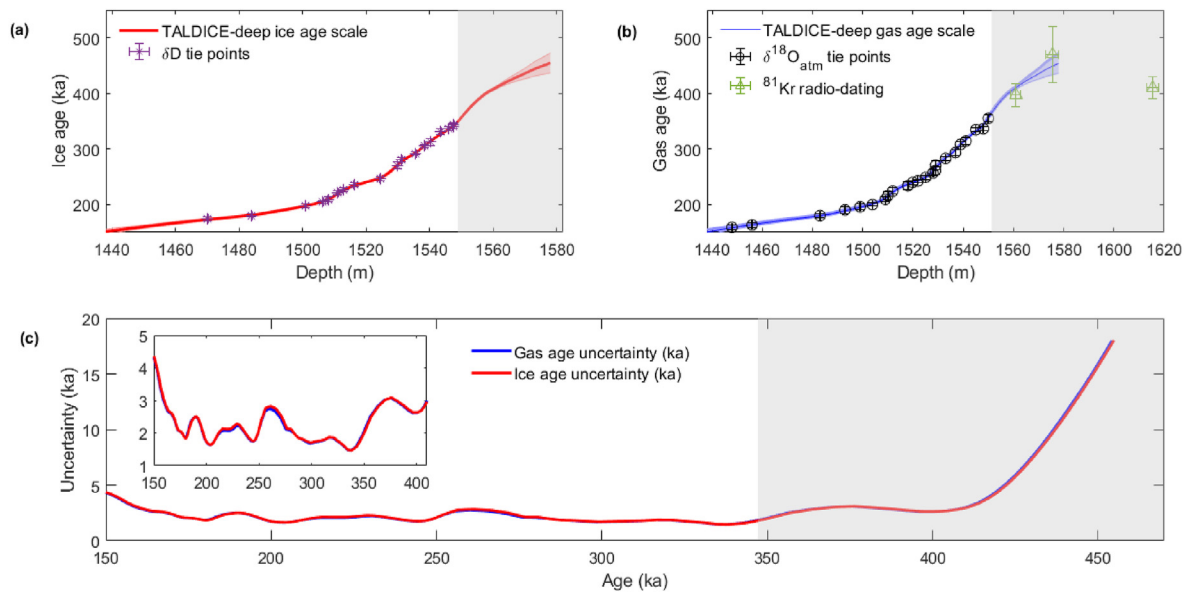 (a)
TALDICE-deep ice age scale
δD tie points
Ice age (ka)
500
400
300
200
1440 1460 1480 1500 1520 1540 1560 1582
Depth (m)
(b)
TALDICE-deep gas age scale
δ¹⁸Oatm tie points
⁸¹Kr radio-dating
Gas age (ka)
500
400
300
200
1440 1460 1480 1500 1520 1540 1560 1580 1600 1620
Depth (m)
(c)
Gas age uncertainty (ka)
Ice age uncertainty (ka)
Uncertainty (ka)
20
15
10
5
0
150 200 250 300 350 400 450
Age (ka)
5
4
3
2
1
150 200 250 300 350 400